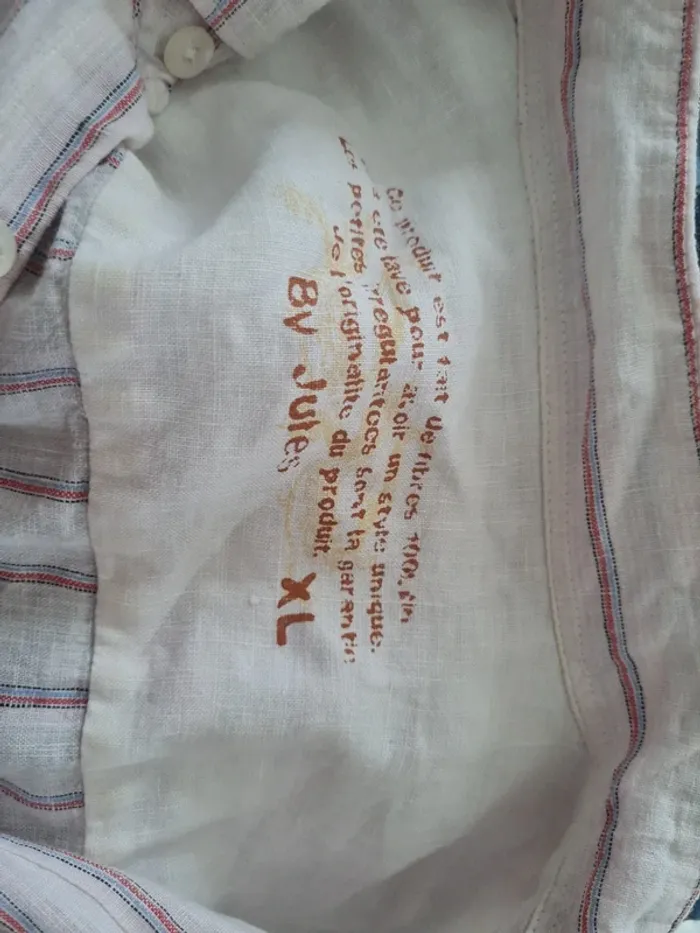 Ce produit est fait de fibres 100% lin
été lavé pour avoir un style unique.
Les petites irrégularités sont la garantie
de l'originalité du produit.
BY Jules XL